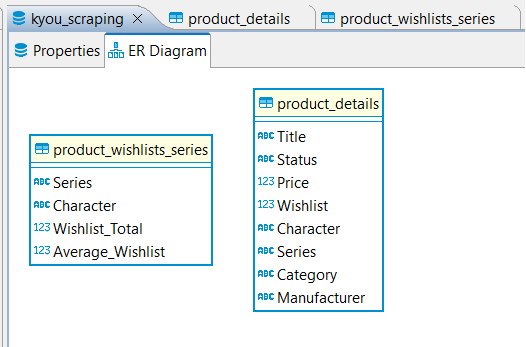 kyou_scraping
product_details
product_wishlists_series
Properties
ER Diagram
product_wishlists_series
ABC Series
ABC Character
123 Wishlist_Total
123 Average_Wishlist
product_details
ABC Title
ABC Status
123 Price
123 Wishlist
ABC Character
ABC Series
ABC Category
ABC Manufacturer